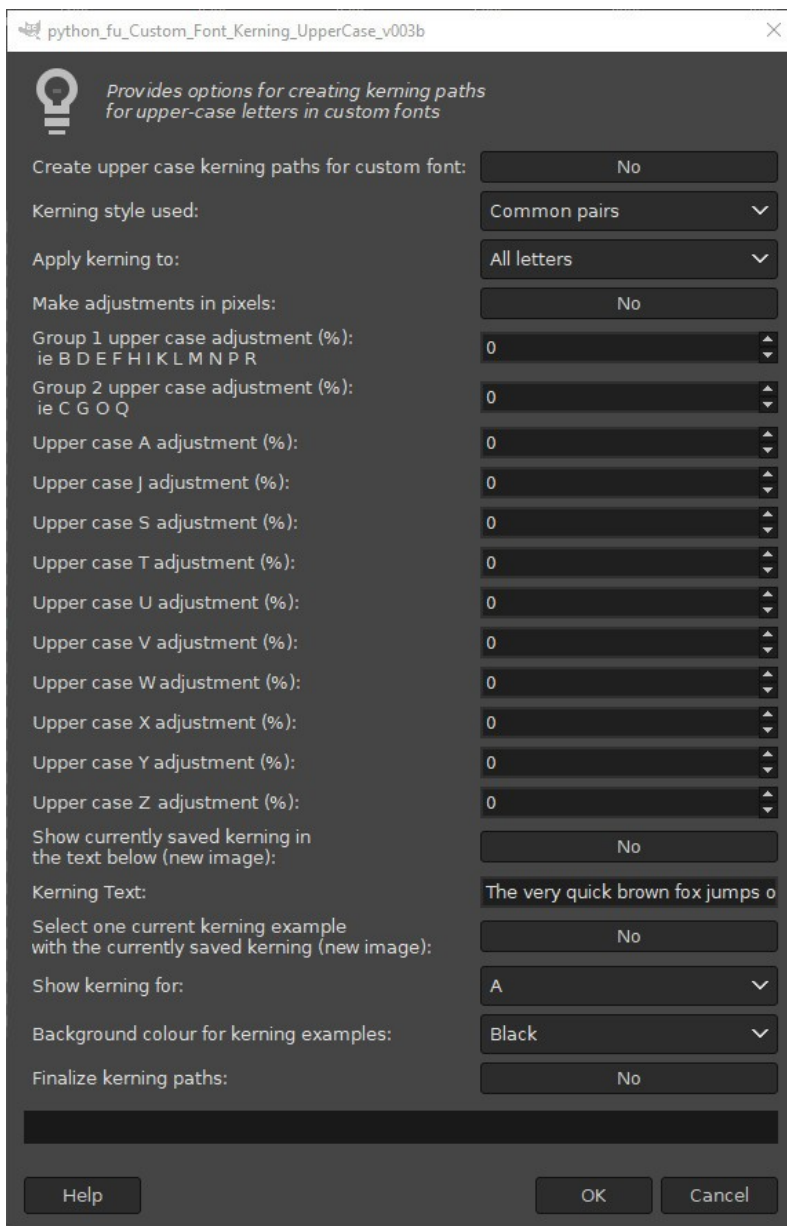 python_fu_Custom_Font_Kerning_UpperCase_v003b
Provides options for creating kerning paths
for upper-case letters in custom fonts
Create upper case kerning paths for custom font: No
Kerning style used: Common pairs
Apply kerning to: All letters
Make adjustments in pixels: No
Group 1 upper case adjustment (%):
ie B D E F H I K L M N P R 0
Group 2 upper case adjustment (%):
ie C G O Q 0
Upper case A adjustment (%): 0
Upper case J adjustment (%): 0
Upper case S adjustment (%): 0
Upper case T adjustment (%): 0
Upper case U adjustment (%): 0
Upper case V adjustment (%): 0
Upper case W adjustment (%): 0
Upper case X adjustment (%): 0
Upper case Y adjustment (%): 0
Upper case Z adjustment (%): 0
Show currently saved kerning in
the text below (new image): No
Kerning Text: The very quick brown fox jumps o
Select one current kerning example
with the currently saved kerning (new image): No
Show kerning for: A
Background colour for kerning examples: Black
Finalize kerning paths: No
Help OK Cancel